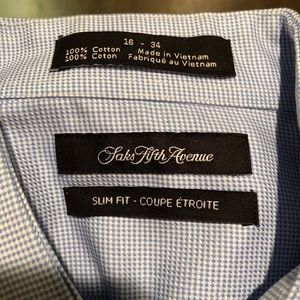 16 - 34
100% Cotton Made in Vietnam
100% Coton Fabriqué au Vietnam
Saks Fifth Avenue
SLIM FIT - COUPE ÉTROITE